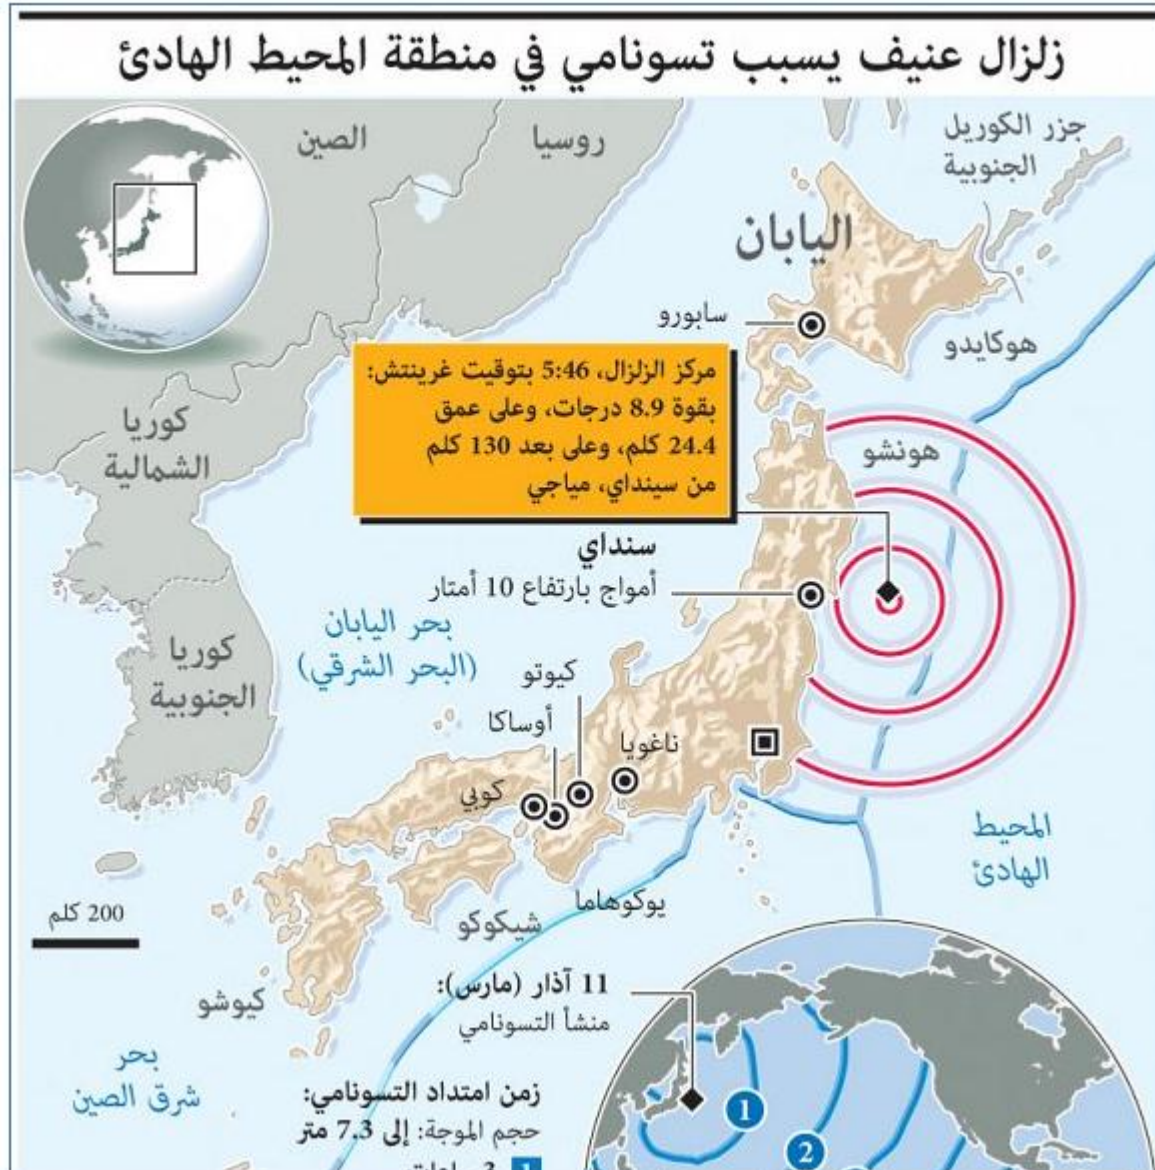 زلزال عنيف يسبب تسونامي في منطقة المحيط الهادئ
جزر الكوريل
الجنوبية
روسيا
الصين
اليابان
سابورو
هوكايدو
مركز الزلزال، 5:46 بتوقيت غرينتش:
بقوة 8.9 درجات، وعلى عمق
24.4 كلم، وعلى بعد 130 كلم
من سينداي، مياجي
كوريا
الشمالية
هونشو
سنداي
أمواج بارتفاع 10 أمتار
بحر اليابان
(البحر الشرقي)
كوريا
الجنوبية
كيوتو
أوساكا
ناغويا
كوبي
المحيط
الهادئ
يوكوهاما
شيكوكو
200 كلم
كيوشو
11 آذار (مارس):
منشأ التسونامي
بحر
شرق الصين
زمن امتداد التسونامي:
حجم الموجة: إلى 7.3 متر
1
2
1 3 ساعات